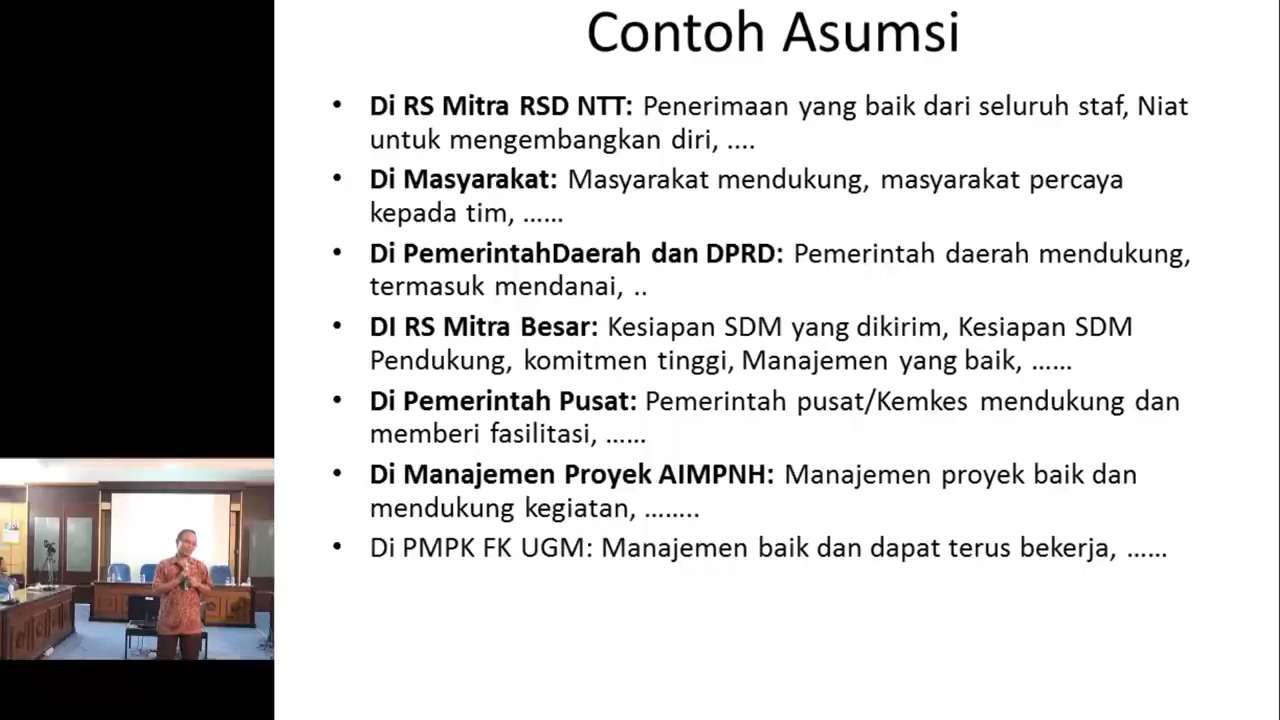 Contoh Asumsi
• Di RS Mitra RSD NTT: Penerimaan yang baik dari seluruh staf, Niat
untuk mengembangkan diri, ....
• Di Masyarakat: Masyarakat mendukung, masyarakat percaya
kepada tim, ……
• Di PemerintahDaerah dan DPRD: Pemerintah daerah mendukung,
termasuk mendanai, ..
• DI RS Mitra Besar: Kesiapan SDM yang dikirim, Kesiapan SDM
Pendukung, komitmen tinggi, Manajemen yang baik, ……
• Di Pemerintah Pusat: Pemerintah pusat/Kemkes mendukung dan
memberi fasilitasi, ……
• Di Manajemen Proyek AIMPNH: Manajemen proyek baik dan
mendukung kegiatan, ……..
• Di PMPK FK UGM: Manajemen baik dan dapat terus bekerja, ……